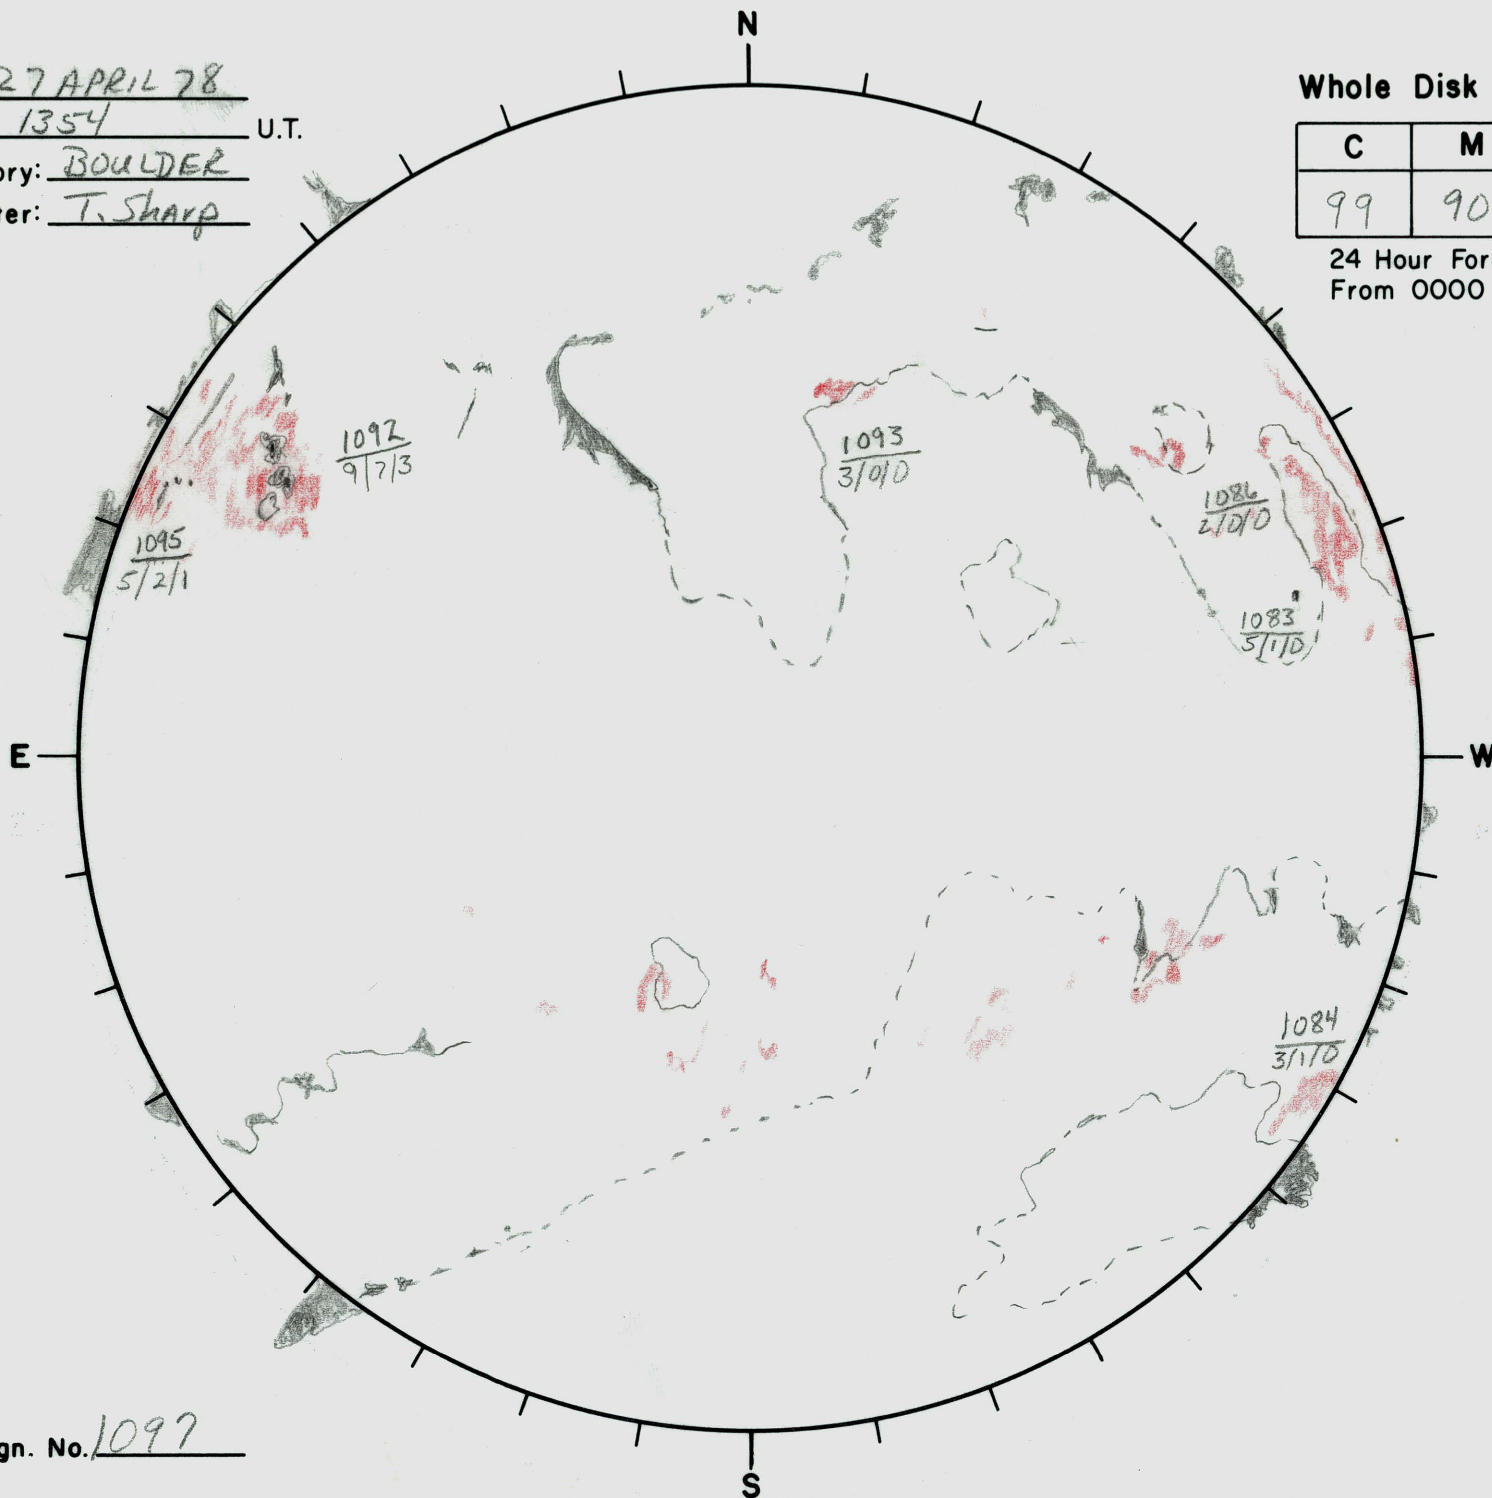 N
27 APRIL 78
1354 U.T.
ory: BOULDER
ter: T. Sharp
Whole Disk
C M
99 90
24 Hour For
From 0000
1092
9/7/3
1093
3/0/0
1086
2/0/0
1095
5/2/1
1083
5/1/0
E
W
1084
3/1/0
gn. No. 1097
S